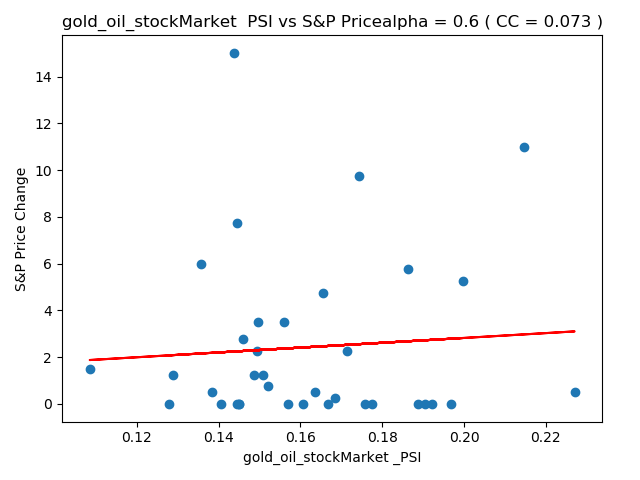 gold_oil_stockMarket  PSI vs S&P Pricealpha = 0.6 ( CC = 0.073 )
14
12
10
8
6
4
2
0
S&P Price Change
0.12 0.14 0.16 0.18 0.20 0.22
gold_oil_stockMarket _PSI